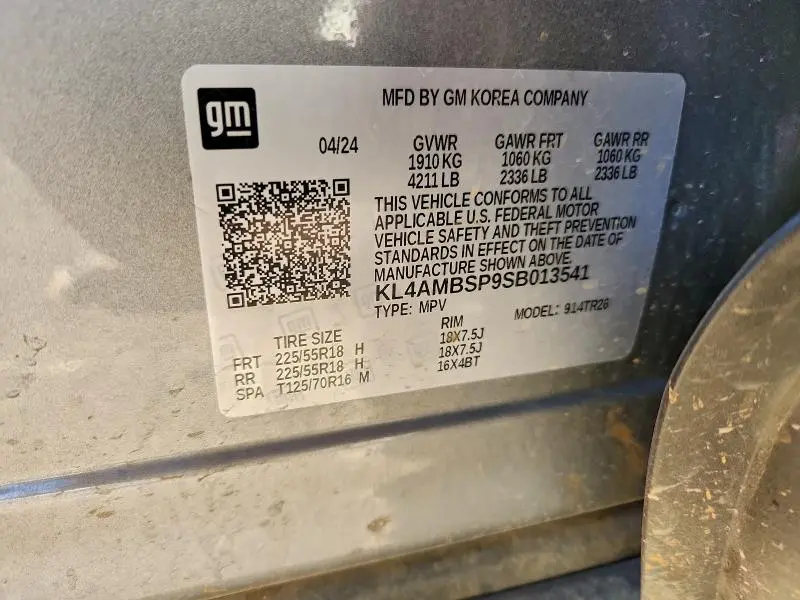 gm
MFD BY GM KOREA COMPANY
04/24 GVWR GAWR FRT GAWR RR
1910 KG 1060 KG 1060 KG
4211 LB 2336 LB 2336 LB
THIS VEHICLE CONFORMS TO ALL
APPLICABLE U.S. FEDERAL MOTOR
VEHICLE SAFETY AND THEFT PREVENTION
STANDARDS IN EFFECT ON THE DATE OF
MANUFACTURE SHOWN ABOVE.
KL4AMBSP9SB013541
TYPE: MPV MODEL: 914TR26
TIRE SIZE RIM
FRT 225/55R18 H 18X7.5J
RR 225/55R18 H 18X7.5J
SPA T125/70R16 M 16X4BT